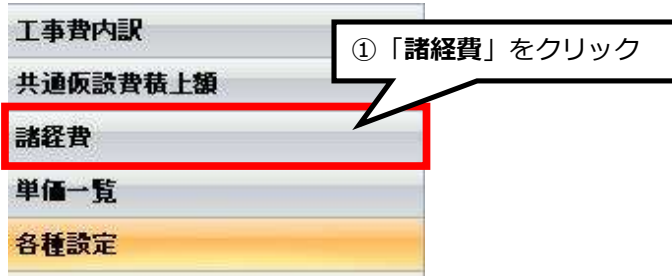 工事費内訳
①「諸経費」をクリック
共通仮設費積上額
諸経費
単価一覧
各種設定